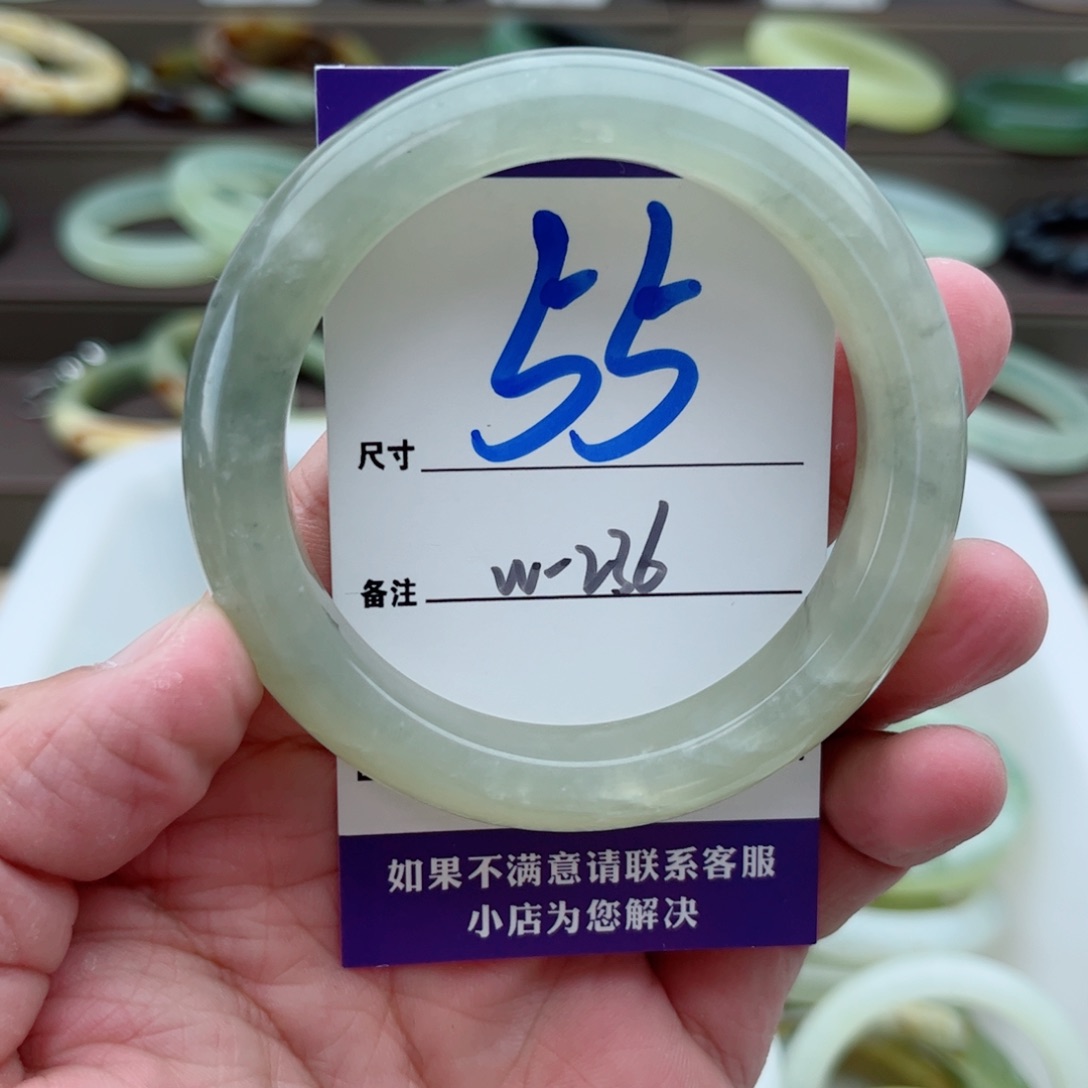 尺寸 55
备注 W-236
如果不满意请联系客服
小店为您解决